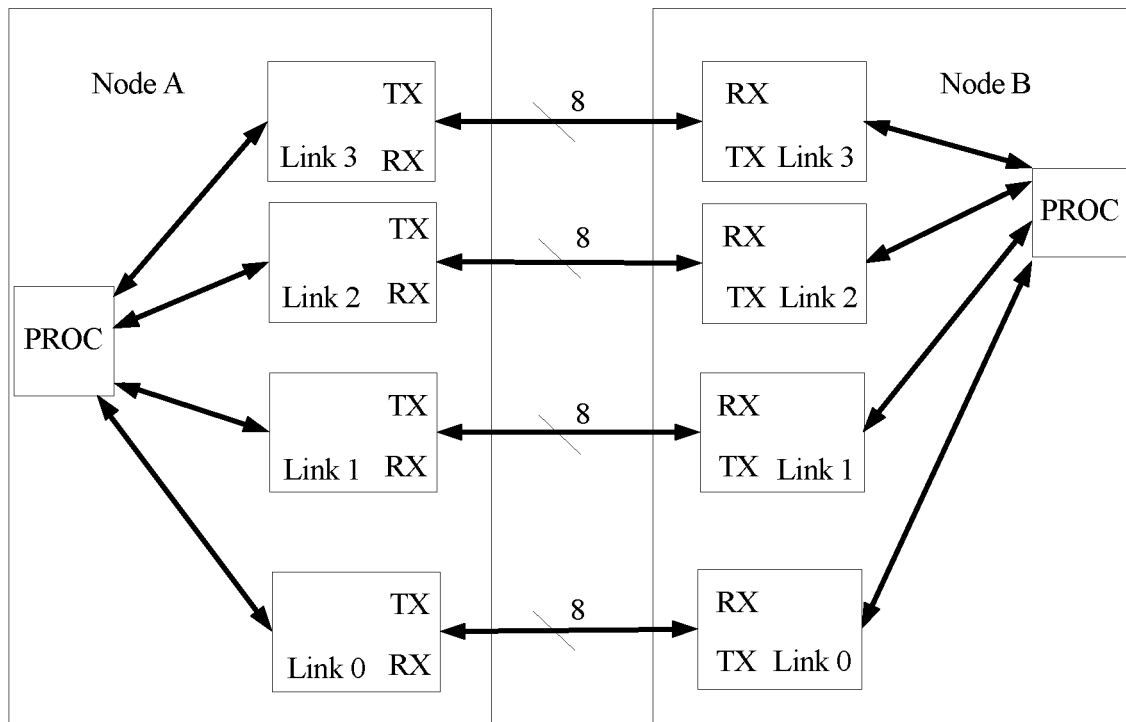 Node A
Node B
TX
Link 3
RX
8
RX
TX Link 3
TX
Link 2
RX
8
RX
TX Link 2
PROC
PROC
TX
Link 1
RX
8
RX
TX Link 1
TX
Link 0
RX
8
RX
TX Link 0